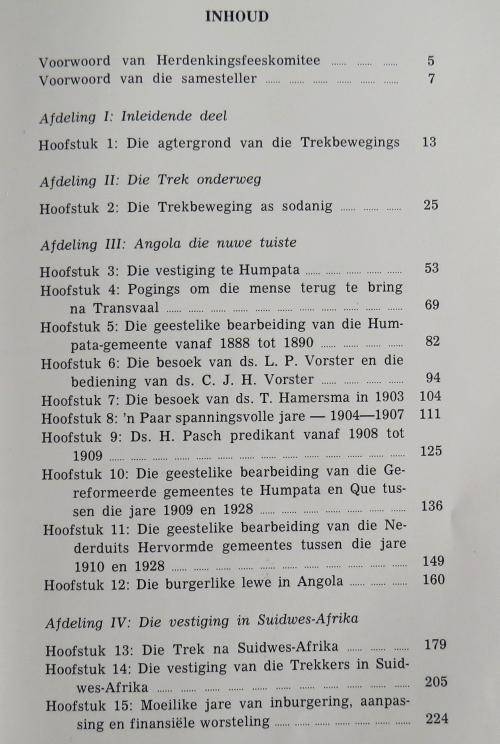 INHOUD
Voorwoord van Herdenkingsfeeskomitee ...... ...... ...... 5
Voorwoord van die samesteller ...... ...... ...... ...... ...... ...... 7
Afdeling I: Inleidende deel
Hoofstuk 1: Die agtergrond van die Trekbewegings 13
Afdeling II: Die Trek onderweg
Hoofstuk 2: Die Trekbeweging as sodanig ...... ...... ...... 25
Afdeling III: Angola die nuwe tuiste
Hoofstuk 3: Die vestiging te Humpata ...... ...... ...... ...... ...... 53
Hoofstuk 4: Pogings om die mense terug te bring
na Transvaal ...... ...... ...... ...... ...... ...... ...... ...... ...... ...... 69
Hoofstuk 5: Die geestelike bearbeiding van die Hum-
pata-gemeente vanaf 1888 tot 1890 ...... ...... ...... ...... 82
Hoofstuk 6: Die besoek van ds. L. P. Vorster en die
bediening van ds. C. J. H. Vorster ...... ...... ...... ...... 94
Hoofstuk 7: Die besoek van ds. T. Hamersma in 1903 104
Hoofstuk 8: 'n Paar spanningsvolle jare — 1904—1907 111
Hoofstuk 9: Ds. H. Pasch predikant vanaf 1908 tot
1909 ...... ...... ...... ...... ...... ...... ...... ...... ...... ...... ...... ...... 125
Hoofstuk 10: Die geestelike bearbeiding van die Ge-
reformeerde gemeentes te Humpata en Que tus-
sen die jare 1909 en 1928 ...... ...... ...... ...... ...... ...... 136
Hoofstuk 11: Die geestelike bearbeiding van die Ne-
derduits Hervormde gemeentes tussen die jare
1910 en 1928 ...... ...... ...... ...... ...... ...... ...... ...... ...... 149
Hoofstuk 12: Die burgerlike lewe in Angola ...... ...... ...... 160
Afdeling IV: Die vestiging in Suidwes-Afrika
Hoofstuk 13: Die Trek na Suidwes-Afrika ...... ...... ...... 179
Hoofstuk 14: Die vestiging van die Trekkers in Suid-
wes-Afrika ...... ...... ...... ...... ...... ...... ...... ...... ...... ...... 205
Hoofstuk 15: Moeilike jare van inburgering, aanpas-
sing en finansiële worsteling ...... ...... ...... ...... ...... ...... 224